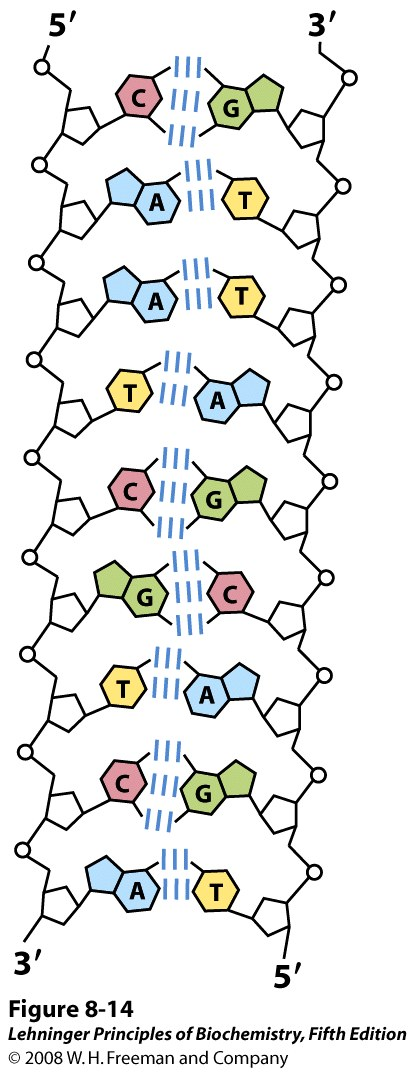 5′ 3′
C G
A T
A T
T A
C G
G C
T A
C G
A T
3′ 5′
Figure 8-14
Lehninger Principles of Biochemistry, Fifth Edition
© 2008 W. H. Freeman and Company